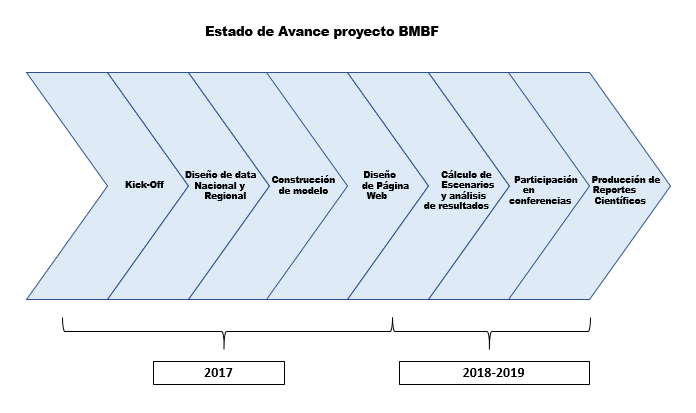 Estado de Avance proyecto BMBF
Kick-Off
Diseño de data
Nacional y
Regional
Construcción
de modelo
Diseño
de Página
Web
Cálculo de
Escenarios
y análisis
de resultados
Participación
en
conferencias
Producción de
Reportes
Científicos
2017
2018-2019